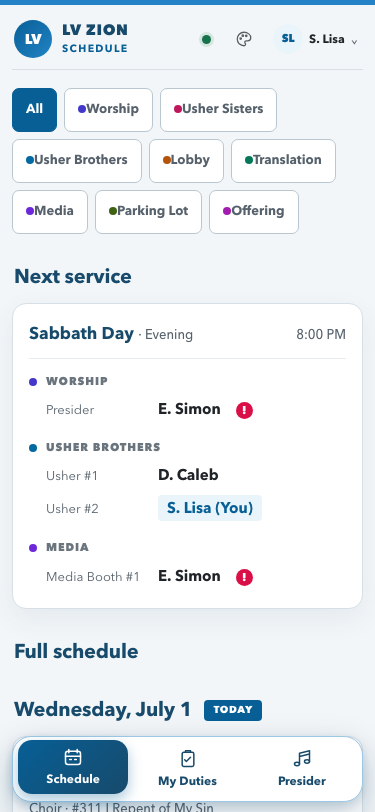 LV
LV ZION
SCHEDULE
SL
S. Lisa
All
Worship
Usher Sisters
Usher Brothers
Lobby
Translation
Media
Parking Lot
Offering
Next service
Sabbath Day · Evening
8:00 PM
WORSHIP
Presider
E. Simon
!
USHER BROTHERS
Usher #1
D. Caleb
Usher #2
S. Lisa (You)
MEDIA
Media Booth #1
E. Simon
!
Full schedule
Wednesday, July 1
TODAY
Schedule
My Duties
Presider
Choir · #311 | Repent of My Sin